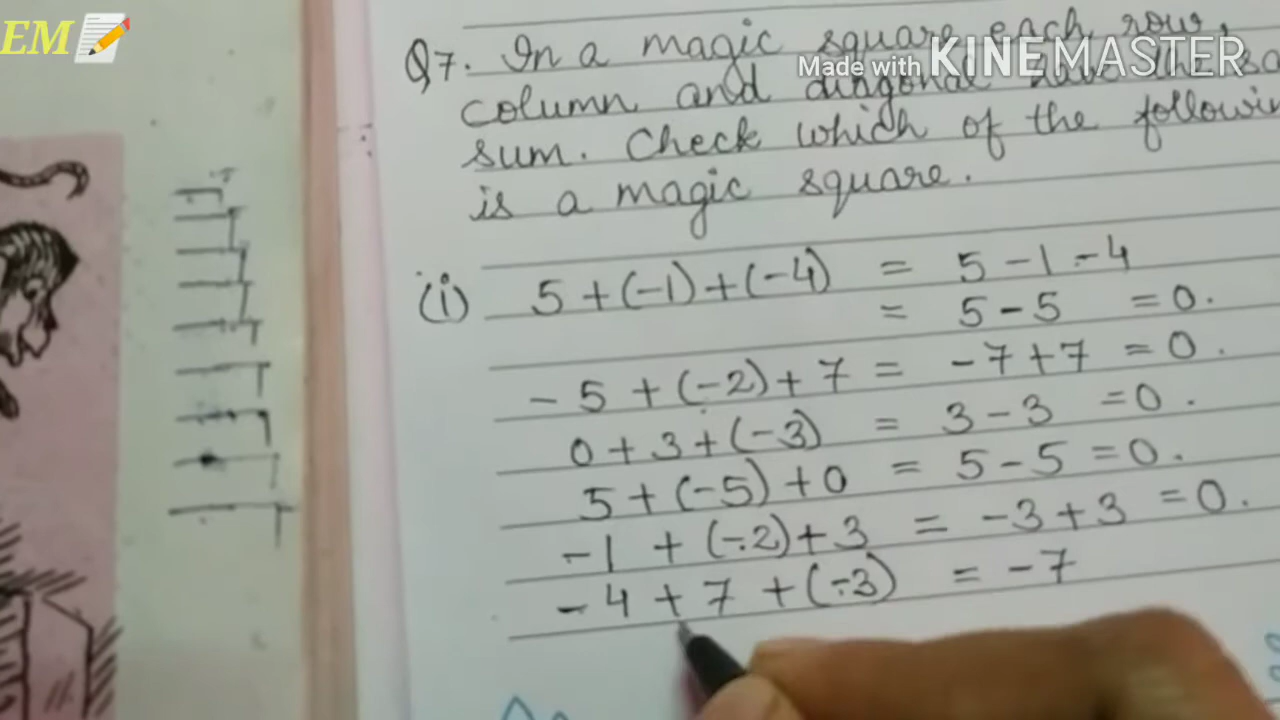 EM
Made with KINEMASTER
Q7. In a magic square each row,
column and diagonal have the
sum. Check which of the
is a magic square.
(i) 5 + (-1) + (-4) = 5 - 1 - 4
= 5 - 5 = 0.
- 5 + (-2) + 7 = - 7 + 7 = 0.
0 + 3 + (-3) = 3 - 3 = 0.
5 + (-5) + 0 = 5 - 5 = 0.
-1 + (-2) + 3 = -3 + 3 = 0.
-4 + 7 + (-3) = -7